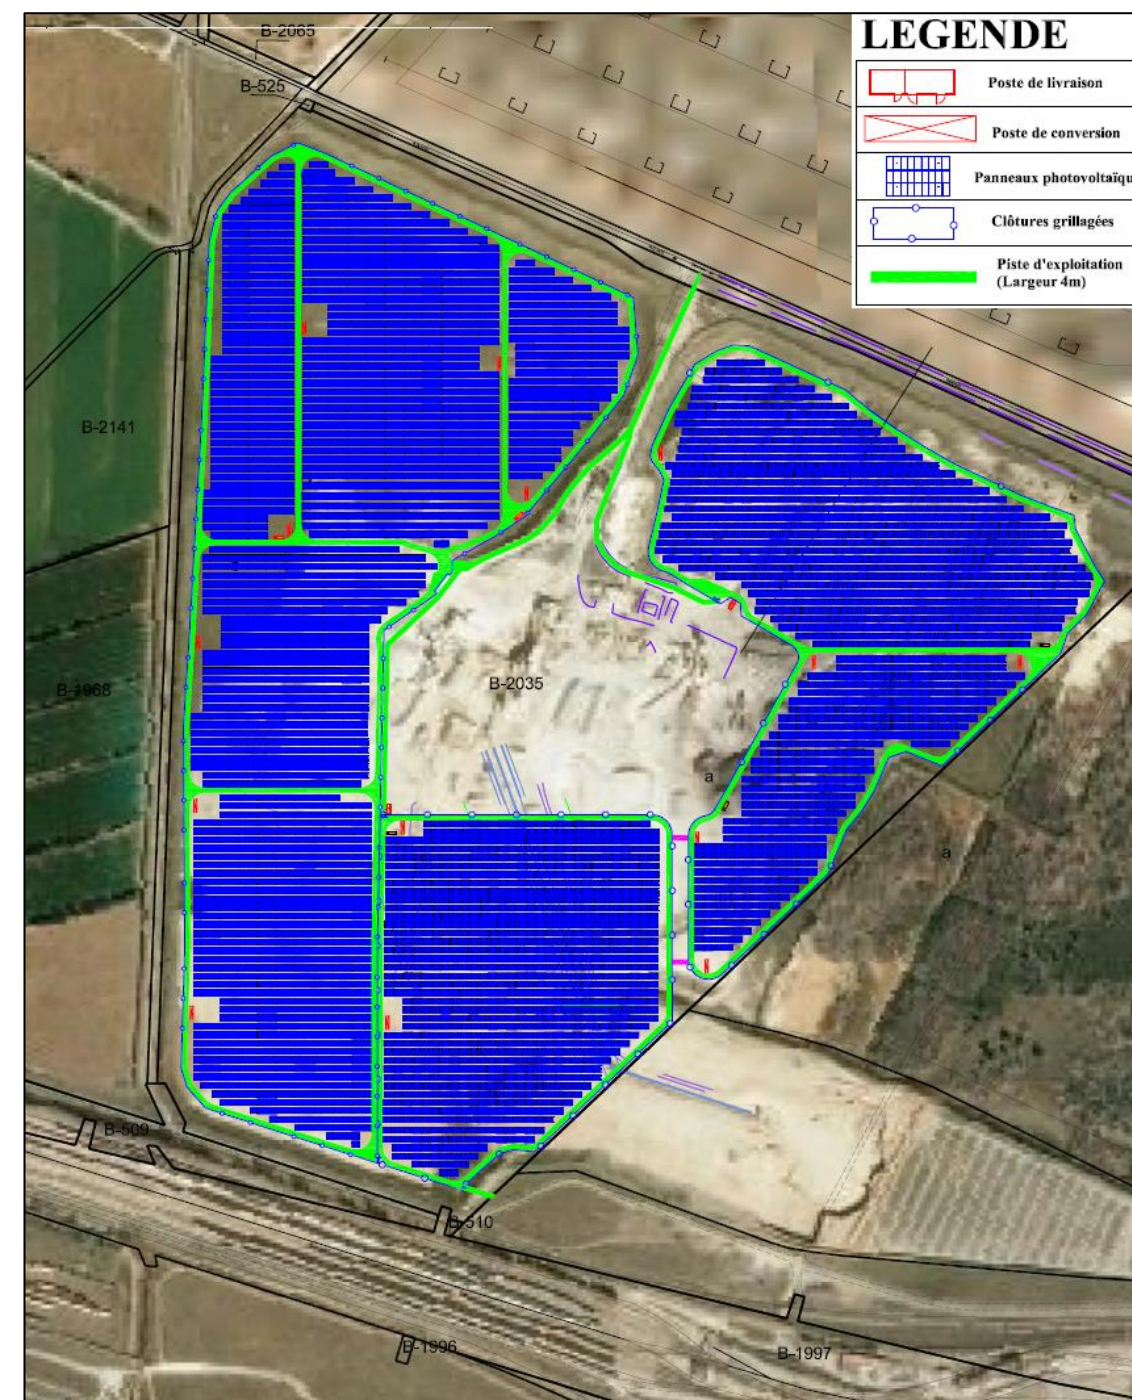 LEGENDE
Poste de livraison
Poste de conversion
Panneaux photovoltaïqu
Clôtures grillagées
Piste d'exploitation
(Largeur 4m)
B-2065
B-525
B-2141
B-1968
B-2035
a
a
B-509
B-510
B-1996
B-1997